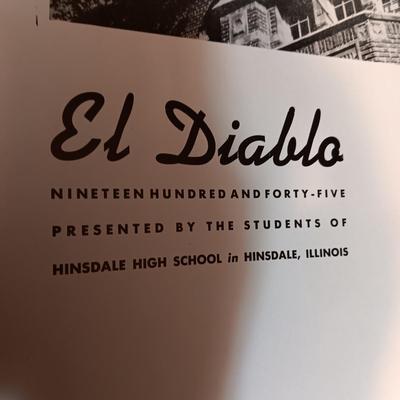 El Diablo
NINETEEN HUNDRED AND FORTY-FIVE
PRESENTED BY THE STUDENTS OF
HINSDALE HIGH SCHOOL in HINSDALE, ILLINOIS